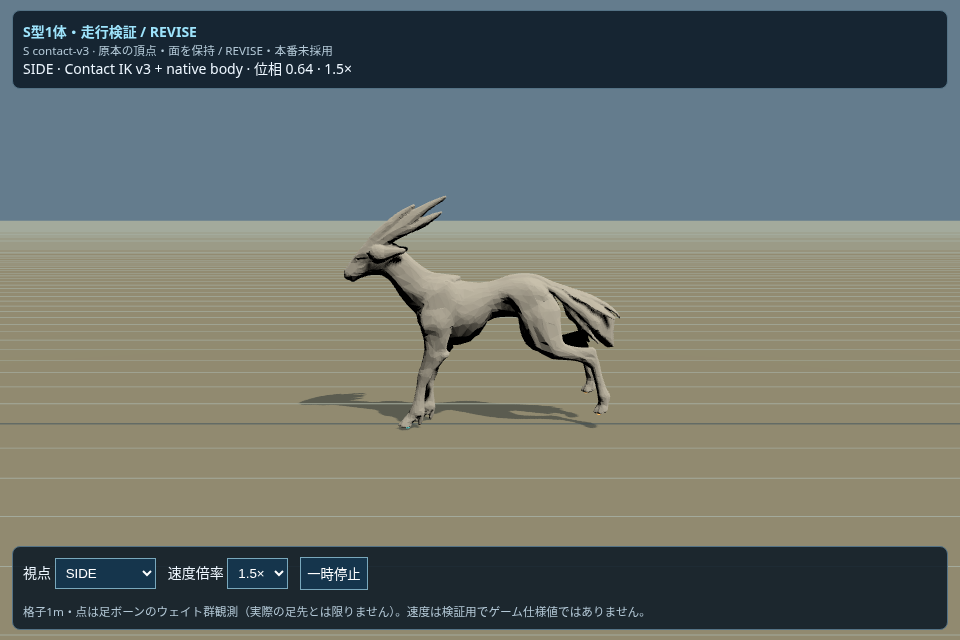 S型1体・走行検証 / REVISE
S contact-v3 · 原本の頂点・面を保持 / REVISE・本番未採用
SIDE · Contact IK v3 + native body · 位相 0.64 · 1.5×
視点 SIDE 速度倍率 1.5× 一時停止
格子1m・点は足ボーンのウェイト群観測（実際の足先とは限りません）。速度は検証用でゲーム仕様値ではありません。